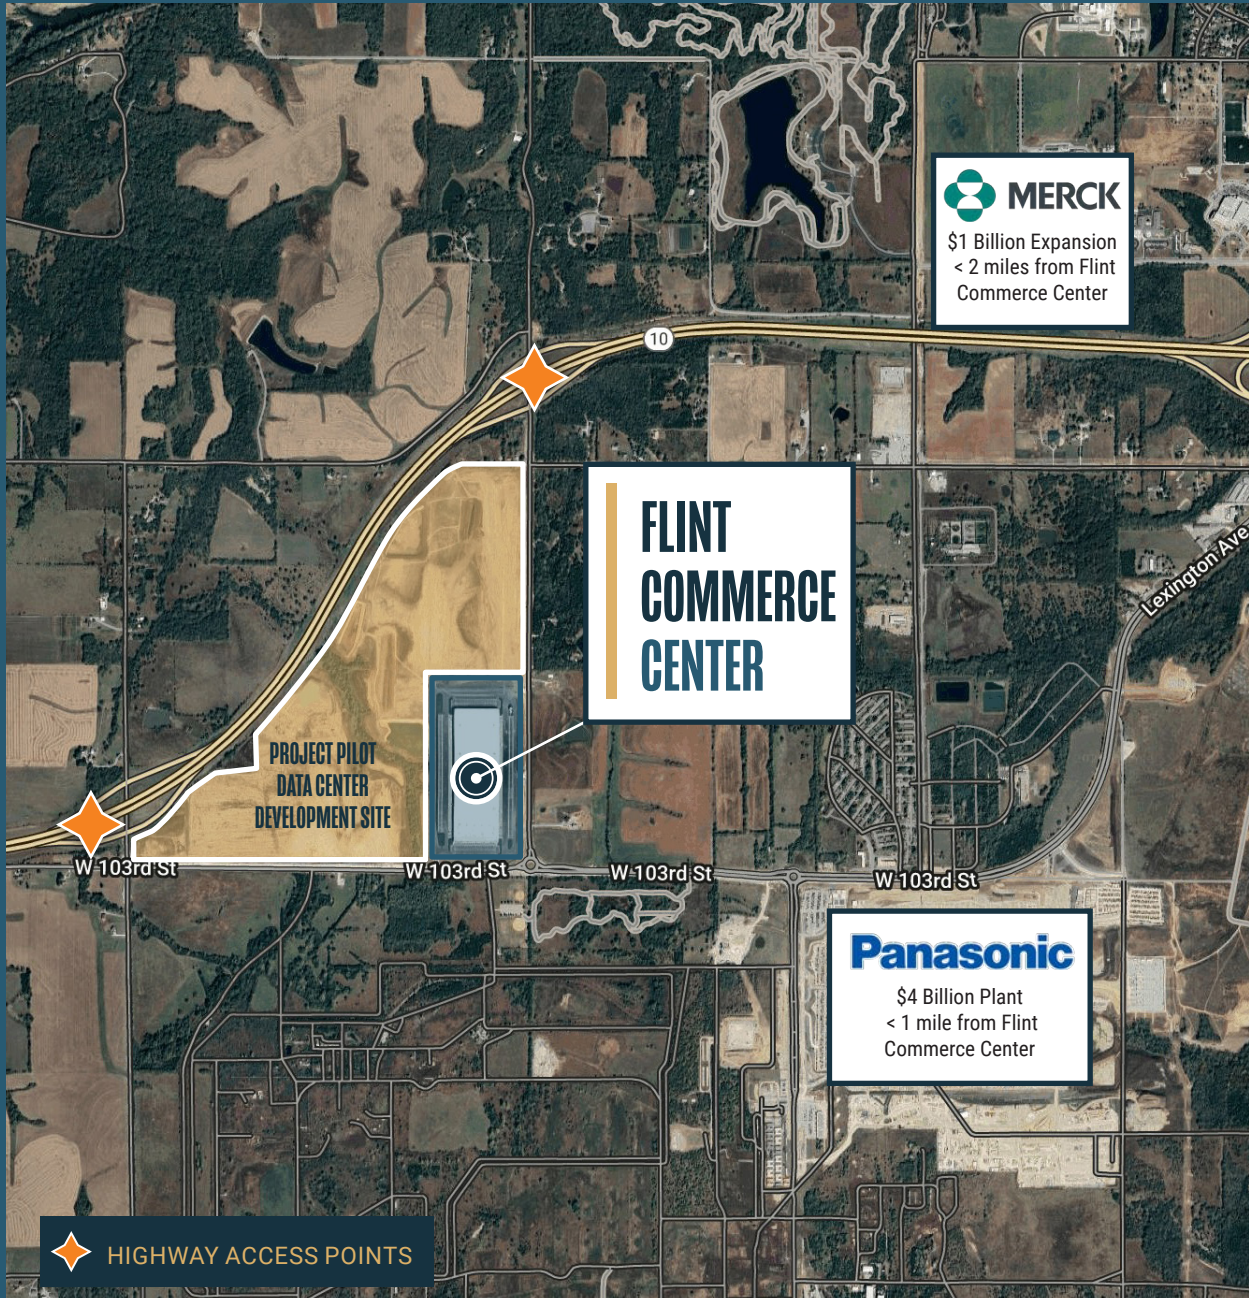 MERCK
$1 Billion Expansion
< 2 miles from Flint
Commerce Center
10
FLINT
COMMERCE
CENTER
Lexington Ave
PROJECT PILOT
DATA CENTER
DEVELOPMENT SITE
W 103rd St
W 103rd St
W 103rd St
W 103rd St
Panasonic
$4 Billion Plant
< 1 mile from Flint
Commerce Center
HIGHWAY ACCESS POINTS